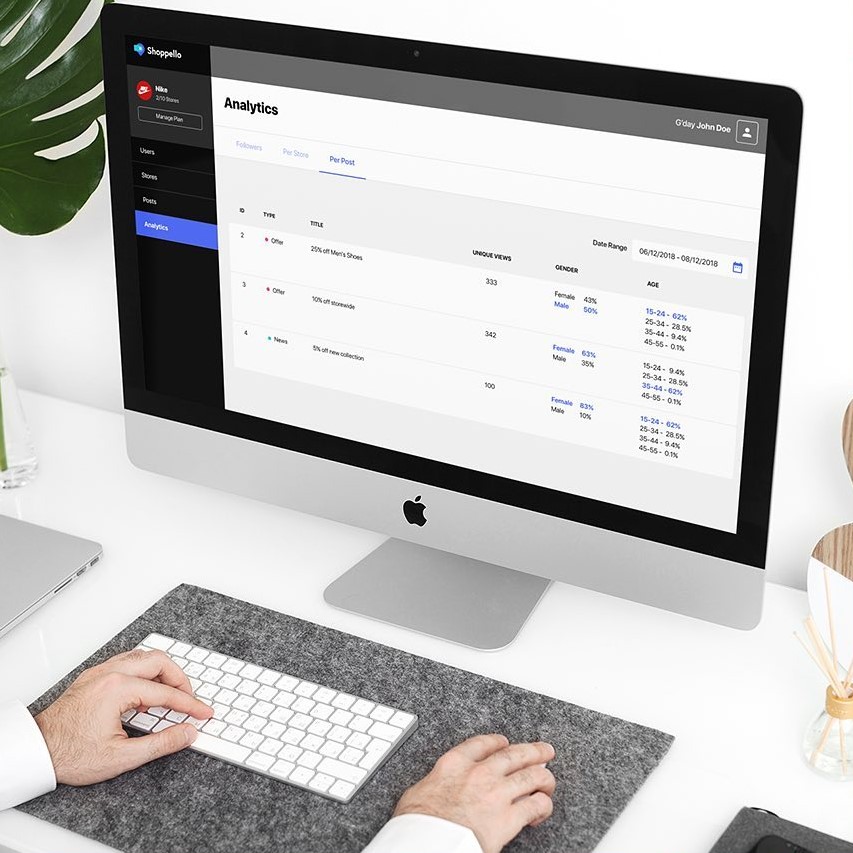 Shoppello
Nike
2/10 Stores
Manage Plan
Users
Stores
Posts
Analytics
G'day John Doe
Analytics
Followers Per Store Per Post
Date Range 06/12/2018 - 08/12/2018
ID TYPE TITLE UNIQUE VIEWS GENDER AGE
2 Offer 25% off Men's Shoes 333
Female 43%
Male 50%
15-24 - 62%
25-34 - 28.5%
35-44 - 9.4%
45-55 - 0.1%
3 Offer 10% off storewide 342
Female 63%
Male 35%
15-24 - 9.4%
25-34 - 28.5%
35-44 - 62%
45-55 - 0.1%
4 News 5% off new collection 100
Female 83%
Male 10%
15-24 - 62%
25-34 - 28.5%
35-44 - 9.4%
45-55 - 0.1%